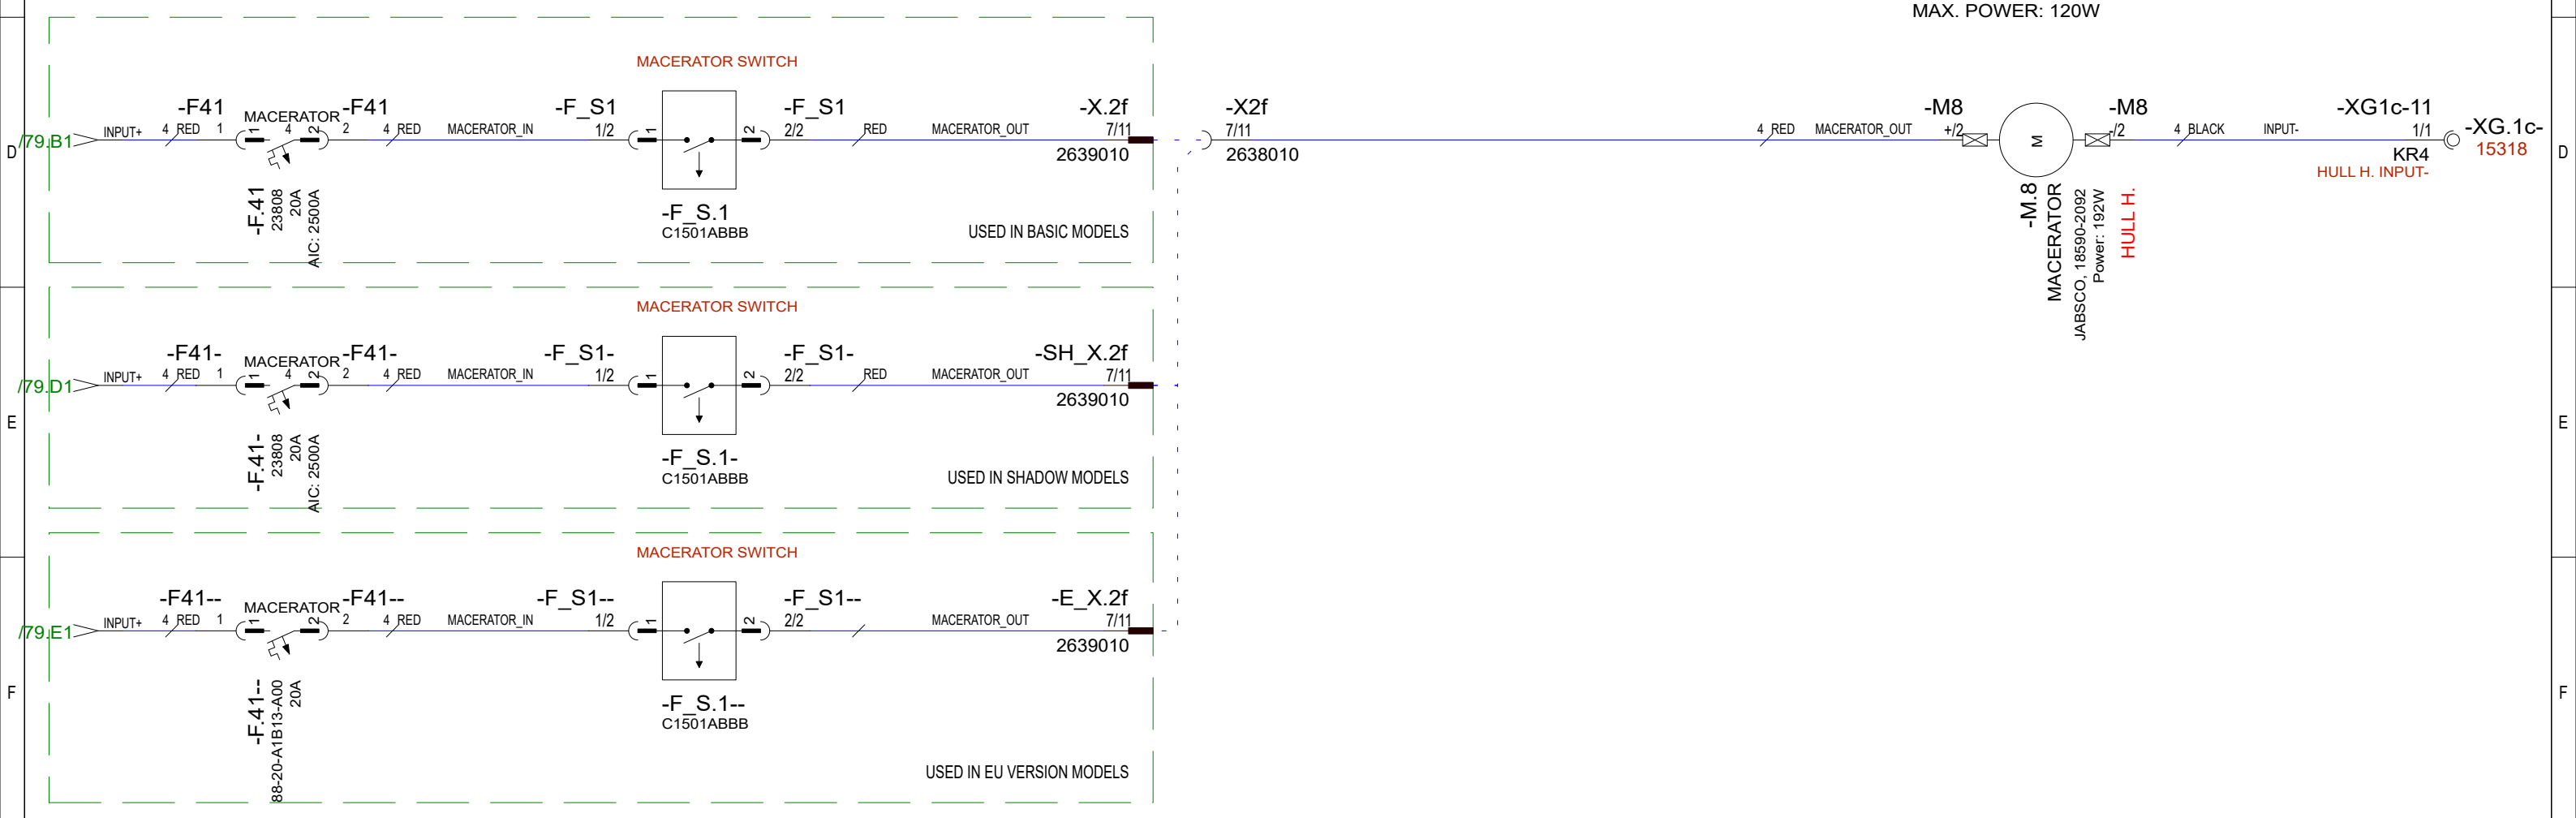 MAX. POWER: 120W
MACERATOR SWITCH
-F41 MACERATOR -F41 -F_S1 -F_S1 -X.2f -X2f -M8 -M8 -XG1c-11
/79.B1 INPUT+ 4 RED 1 1 4 2 2 4 RED MACERATOR_IN 1/2 1 2 2/2 RED MACERATOR_OUT 7/11 7/11 4 RED MACERATOR_OUT +/2 M -/2 4 BLACK INPUT- 1/1 -XG.1c-
D 2639010 2638010 KR4 15318 D
HULL H. INPUT-
-F.41
23808
20A
AIC: 2500A
-F_S.1
C1501ABBB
USED IN BASIC MODELS
-M.8
MACERATOR
JABSCO, 18590-2092
Power: 192W
HULL H.
MACERATOR SWITCH
-F41- MACERATOR -F41- -F_S1- -F_S1- -SH_X.2f
/79.D1 INPUT+ 4 RED 1 1 4 2 2 4 RED MACERATOR_IN 1/2 1 2 2/2 RED MACERATOR_OUT 7/11
2639010
E E
-F.41-
23808
20A
AIC: 2500A
-F_S.1-
C1501ABBB
USED IN SHADOW MODELS
MACERATOR SWITCH
-F41-- MACERATOR -F41-- -F_S1-- -F_S1-- -E_X.2f
/79.E1 INPUT+ 4 RED 1 1 4 2 2 4 RED MACERATOR_IN 1/2 1 2 2/2 MACERATOR_OUT 7/11
2639010
F F
-F.41--
88-20-A1B13-A00
20A
-F_S.1--
C1501ABBB
USED IN EU VERSION MODELS